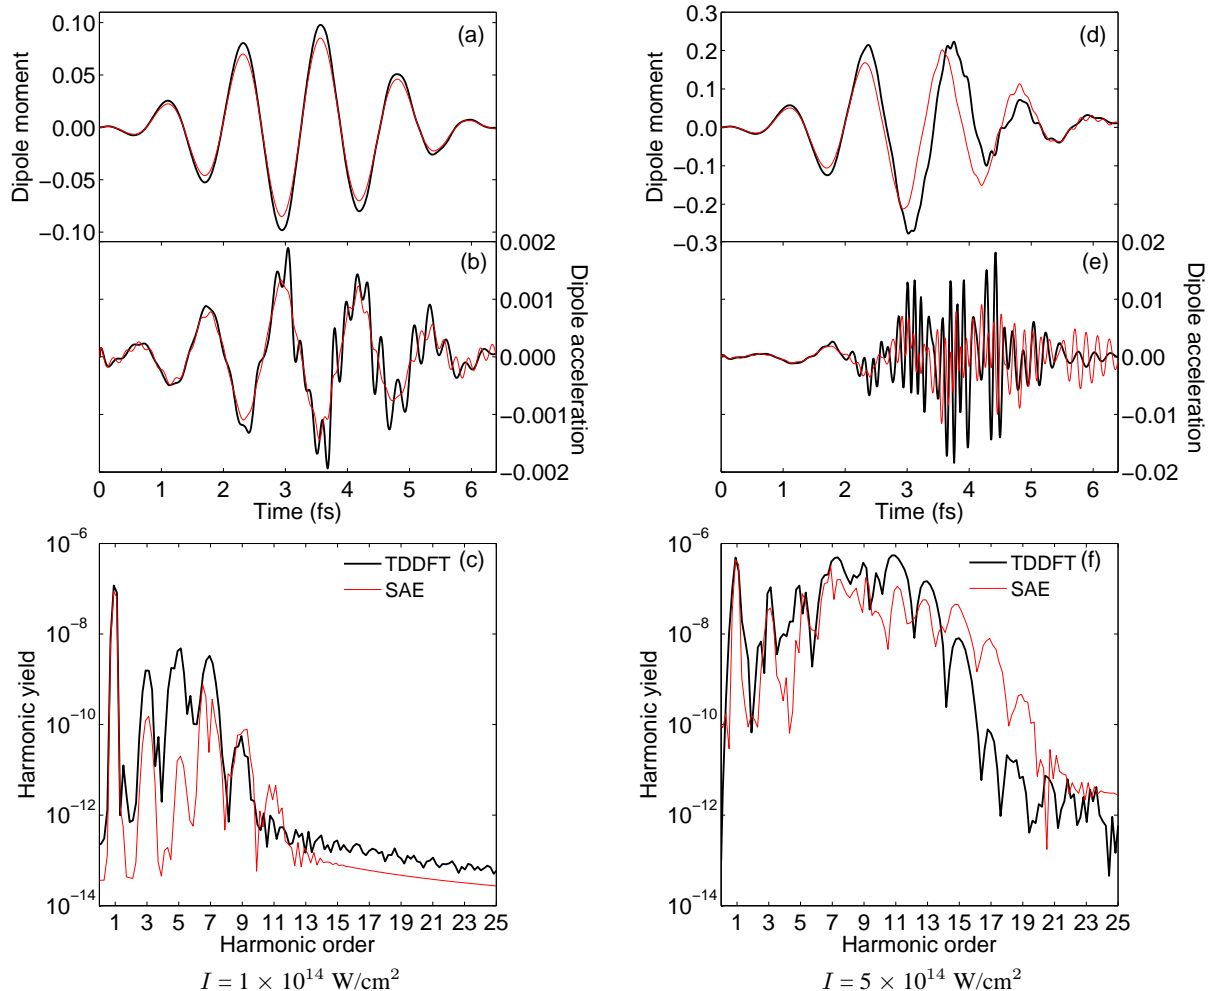 0.10
0.05
0.00
−0.05
−0.10
Dipole moment
(a)
0.002
0.001
0.000
−0.001
−0.002
Dipole acceleration
(b)
0 1 2 3 4 5 6
Time (fs)
10−6
10−8
10−10
10−12
10−14
Harmonic yield
(c)
TDDFT
SAE
1 3 5 7 9 11 13 15 17 19 21 23 25
Harmonic order
I = 1 × 10^14 W/cm^2
0.3
0.2
0.1
0.0
−0.1
−0.2
−0.3
Dipole moment
(d)
0.02
0.01
0.00
−0.01
−0.02
Dipole acceleration
(e)
0 1 2 3 4 5 6
Time (fs)
10−6
10−8
10−10
10−12
10−14
Harmonic yield
(f)
TDDFT
SAE
1 3 5 7 9 11 13 15 17 19 21 23 25
Harmonic order
I = 5 × 10^14 W/cm^2